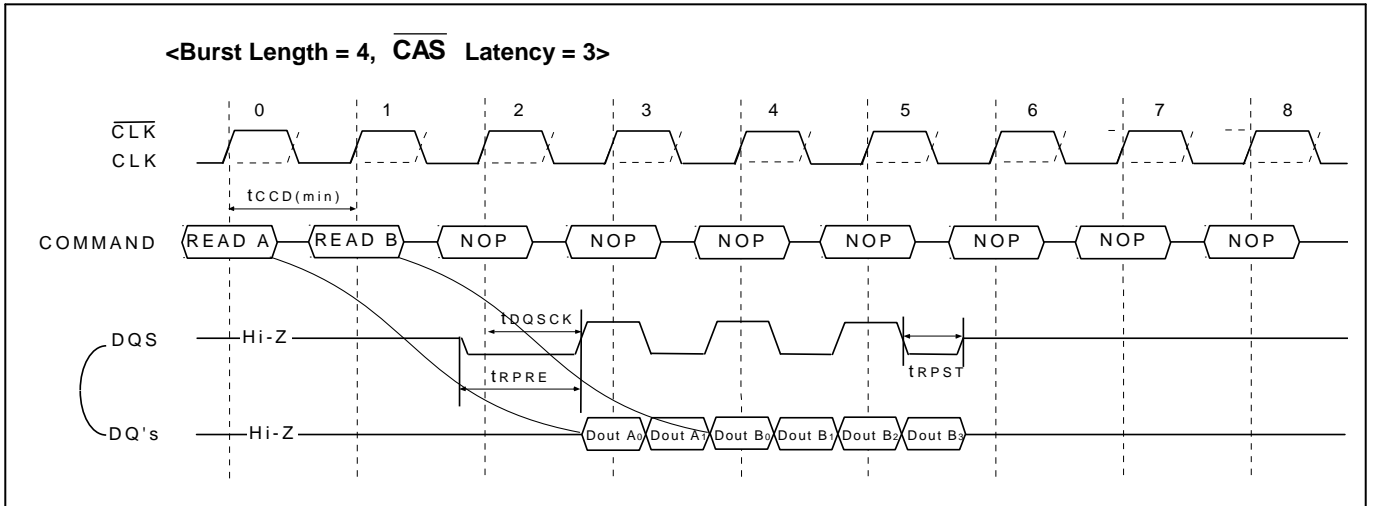 <Burst Length = 4, CAS Latency = 3>
0 1 2 3 4 5 6 7 8
CLK
CLK
tCCD(min)
COMMAND READ A READ B NOP NOP NOP NOP NOP NOP NOP
tDQSCK
DQS Hi-Z
tRPRE tRPST
DQ's Hi-Z Dout A0 Dout A1 Dout B0 Dout B1 Dout B2 Dout B3